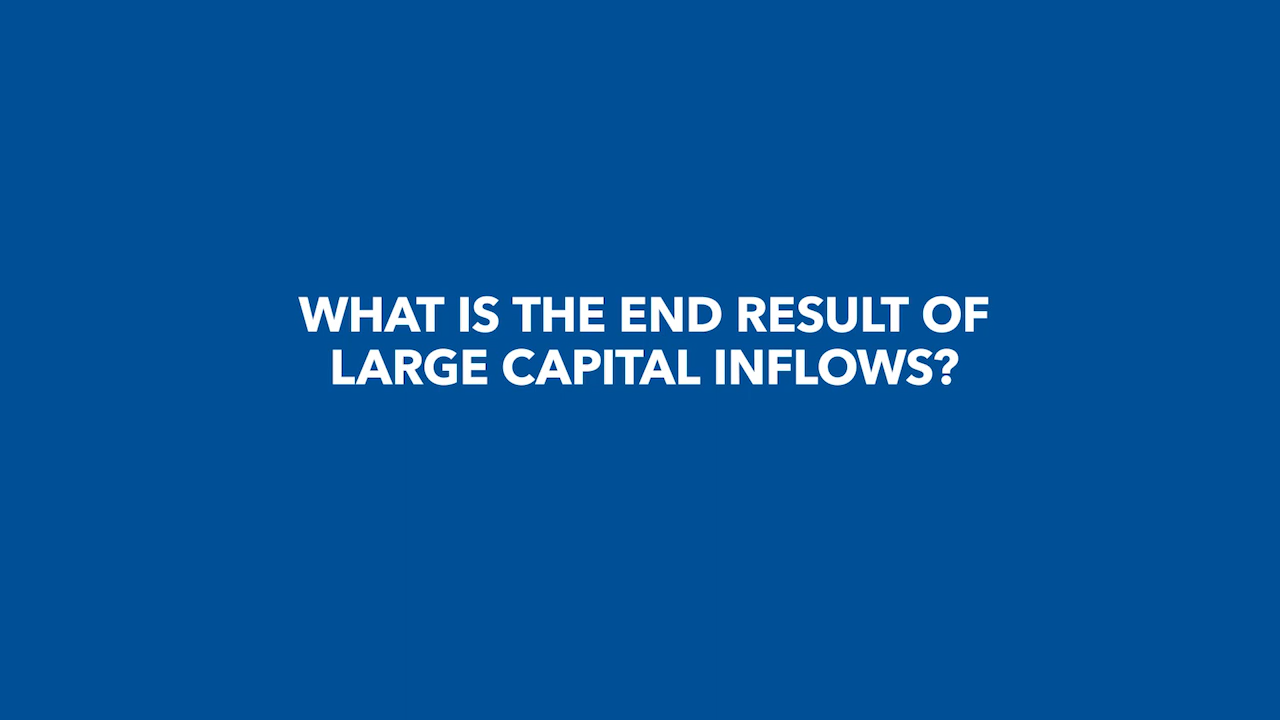 WHAT IS THE END RESULT OF
LARGE CAPITAL INFLOWS?